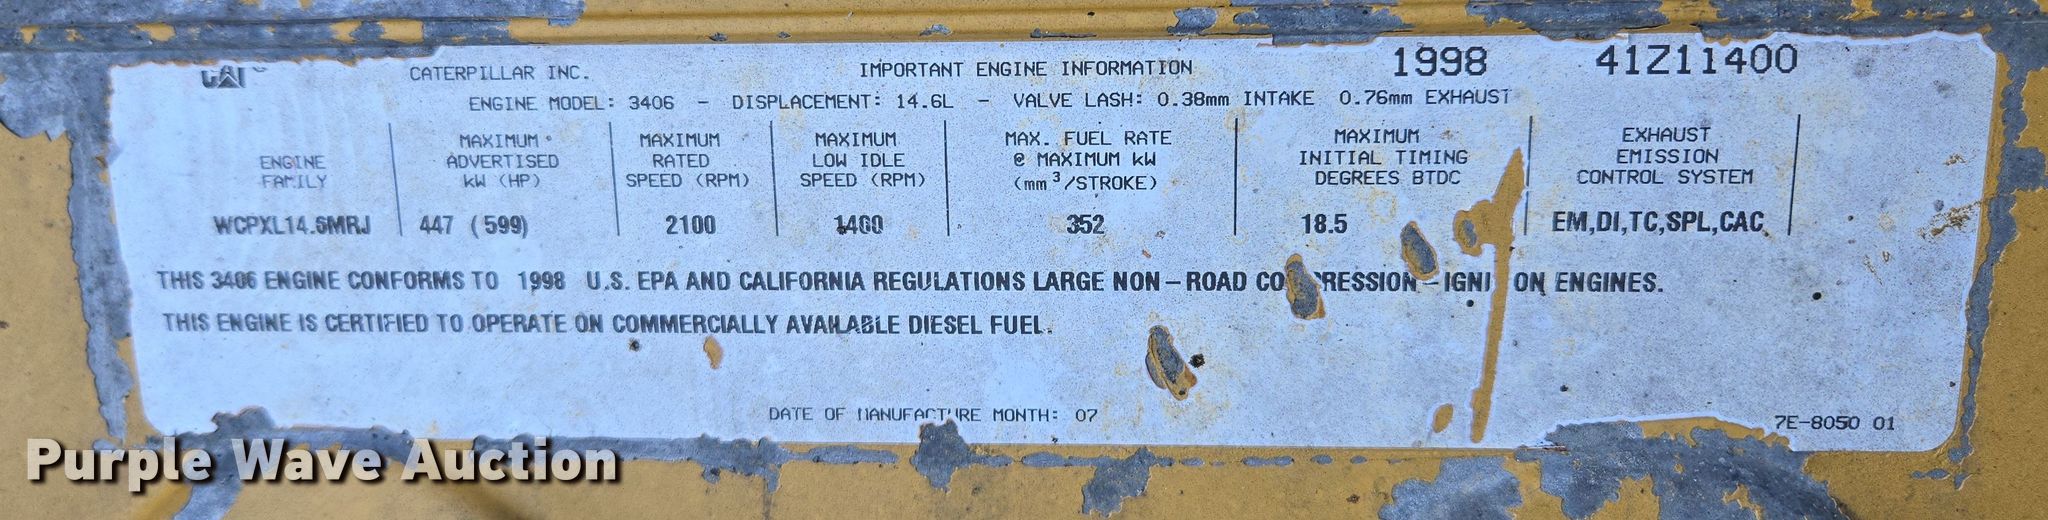 CAT CATERPILLAR INC. IMPORTANT ENGINE INFORMATION 1998 41Z11400
ENGINE MODEL: 3406 - DISPLACEMENT: 14.6L - VALVE LASH: 0.38mm INTAKE 0.76mm EXHAUST
ENGINE FAMILY
MAXIMUM ADVERTISED kW (HP)
MAXIMUM RATED SPEED (RPM)
MAXIMUM LOW IDLE SPEED (RPM)
MAX. FUEL RATE @ MAXIMUM kW (mm³/STROKE)
MAXIMUM INITIAL TIMING DEGREES BTDC
EXHAUST EMISSION CONTROL SYSTEM
WCPXL14.6MRJ 447 (599) 2100 1400 352 18.5 EM,DI,TC,SPL,CAC
THIS 3406 ENGINE CONFORMS TO 1998 U.S. EPA AND CALIFORNIA REGULATIONS LARGE NON-ROAD COMPRESSION-IGNITION ENGINES.
THIS ENGINE IS CERTIFIED TO OPERATE ON COMMERCIALLY AVAILABLE DIESEL FUEL.
DATE OF MANUFACTURE MONTH: 07
7E-8050 01
Purple Wave Auction